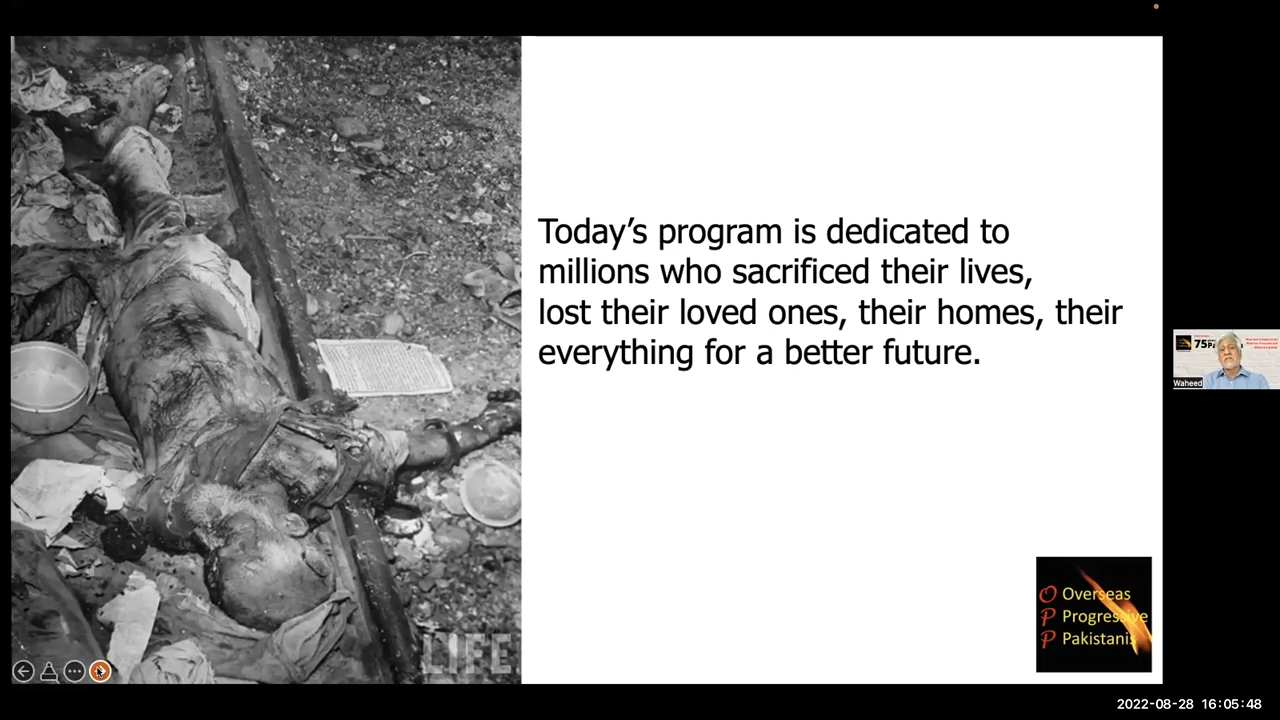 Today’s program is dedicated to
millions who sacrificed their lives,
lost their loved ones, their homes, their
everything for a better future.
O Overseas
P Progressive
P Pakistanis
LIFE
75
Waheed
2022-08-28 16:05:48